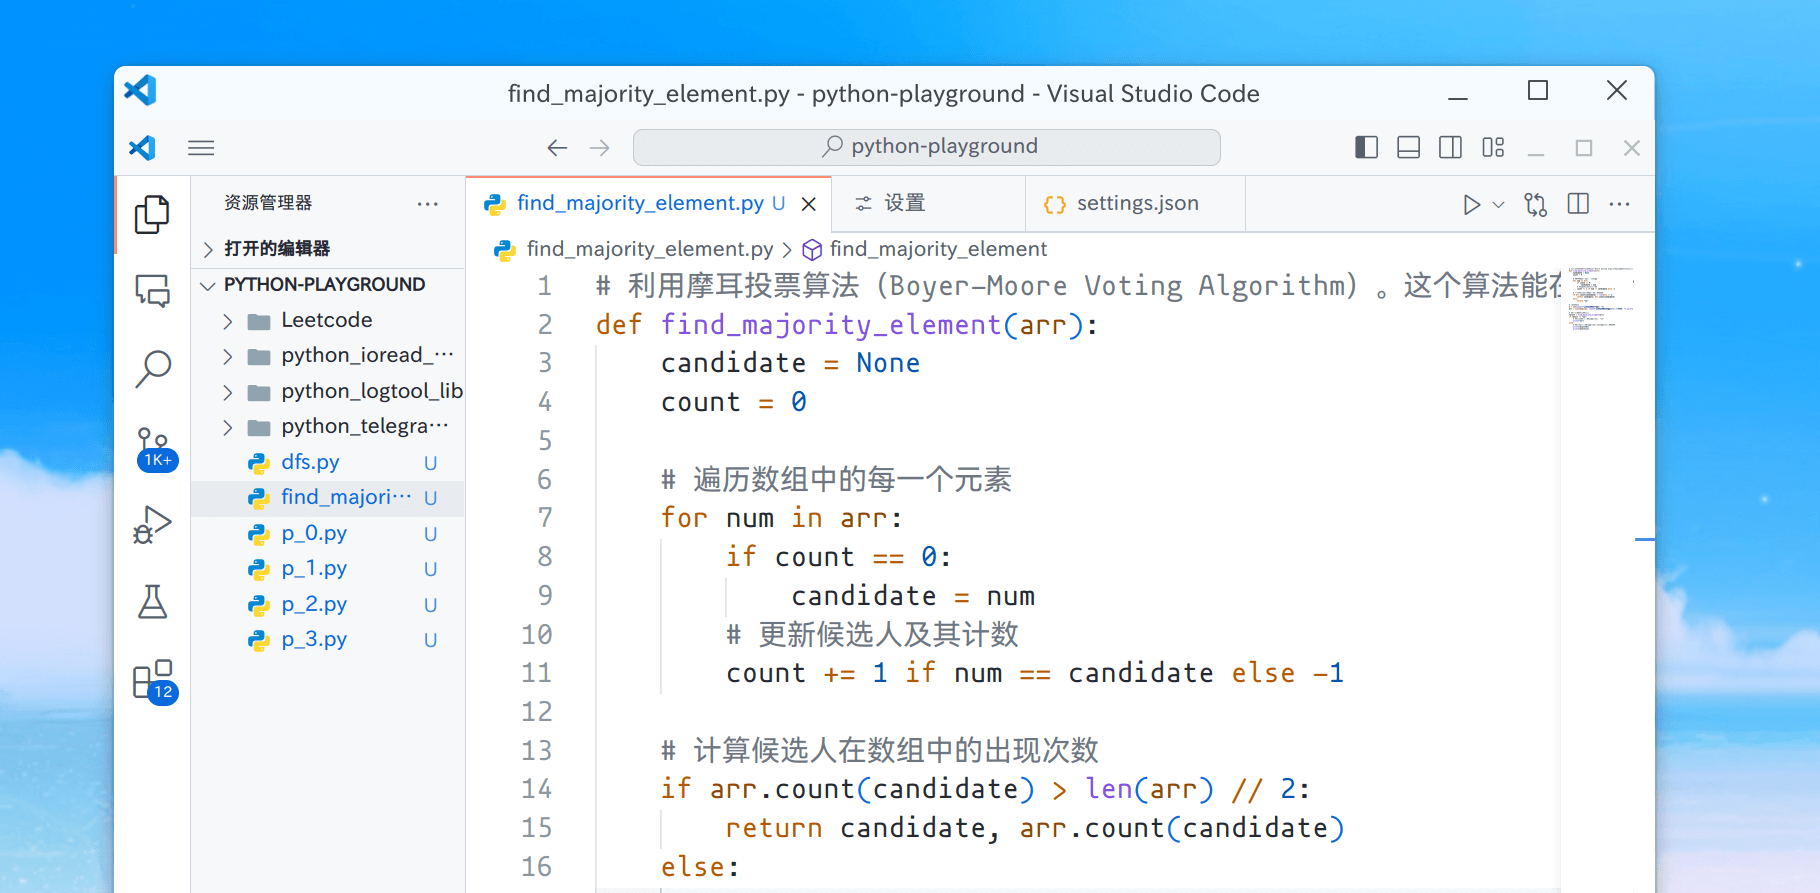 find_majority_element.py - python-playground - Visual Studio Code
python-playground
资源管理器
打开的编辑器
PYTHON-PLAYGROUND
Leetcode
python_ioread_···
python_logtool_lib
python_telegra···
dfs.py U
find_majori··· U
p_0.py U
p_1.py U
p_2.py U
p_3.py U
1K+
12
find_majority_element.py U
设置
settings.json
find_majority_element.py > find_majority_element
1 # 利用摩耳投票算法（Boyer-Moore Voting Algorithm）。这个算法能在
2 def find_majority_element(arr):
3 candidate = None
4 count = 0
5
6 # 遍历数组中的每一个元素
7 for num in arr:
8 if count == 0:
9 candidate = num
10 # 更新候选人及其计数
11 count += 1 if num == candidate else -1
12
13 # 计算候选人在数组中的出现次数
14 if arr.count(candidate) > len(arr) // 2:
15 return candidate, arr.count(candidate)
16 else: